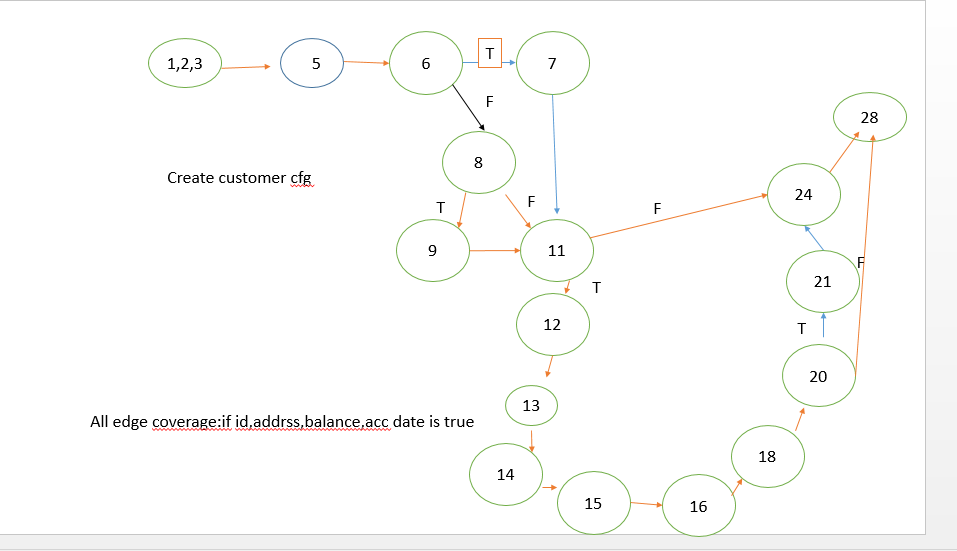 1,2,3
5
6
T
7
F
28
8
Create customer cfg
24
T
F
F
9
11
21
F
T
12
T
20
13
All edge coverage:if id,addrss,balance,acc date is true
18
14
15
16